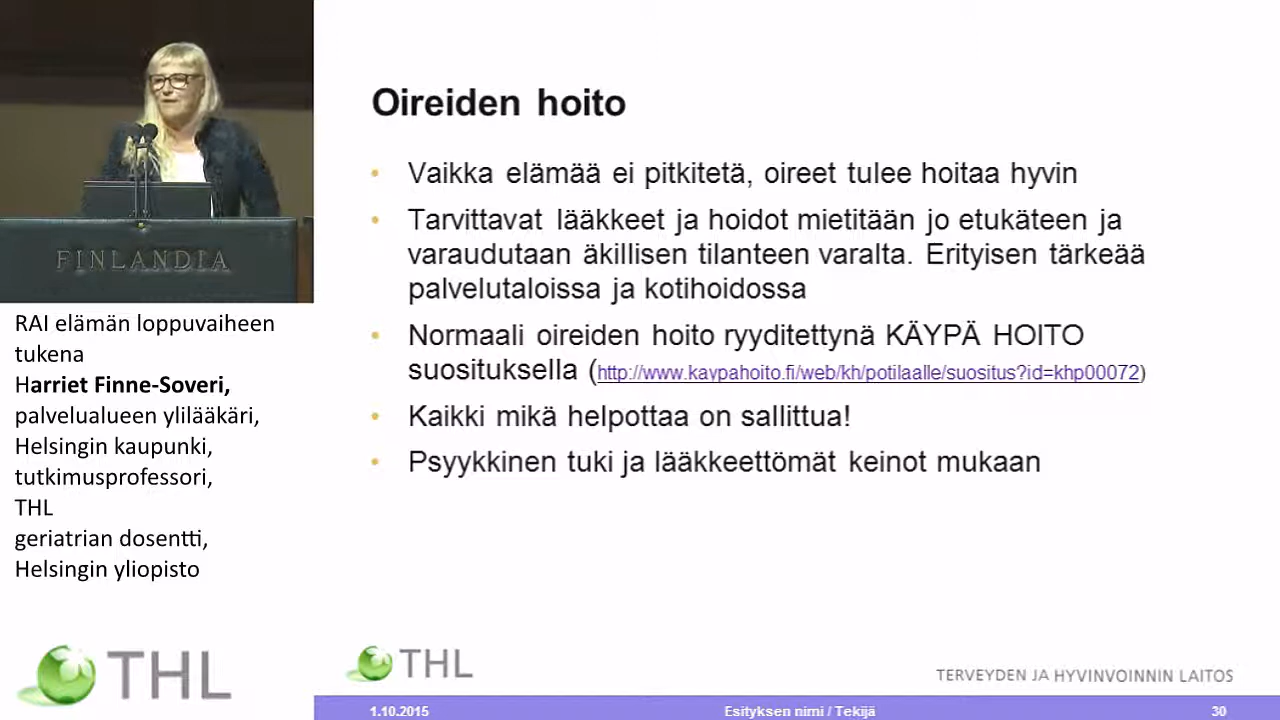 FINLANDIA
RAI elämän loppuvaiheen
tukena
Harriet Finne-Soveri,
palvelualueen ylilääkäri,
Helsingin kaupunki,
tutkimusprofessori,
THL
geriatrian dosentti,
Helsingin yliopisto
THL
Oireiden hoito
• Vaikka elämää ei pitkitetä, oireet tulee hoitaa hyvin
• Tarvittavat lääkkeet ja hoidot mietitään jo etukäteen ja
varaudutaan äkillisen tilanteen varalta. Erityisen tärkeää
palvelutaloissa ja kotihoidossa
• Normaali oireiden hoito ryyditettynä KÄYPÄ HOITO
suosituksella (http://www.kaypahoito.fi/web/kh/potilaalle/suositus?id=khp00072)
• Kaikki mikä helpottaa on sallittua!
• Psyykkinen tuki ja lääkkeettömät keinot mukaan
THL
TERVEYDEN JA HYVINVOINNIN LAITOS
1.10.2015
Esityksen nimi / Tekijä
30